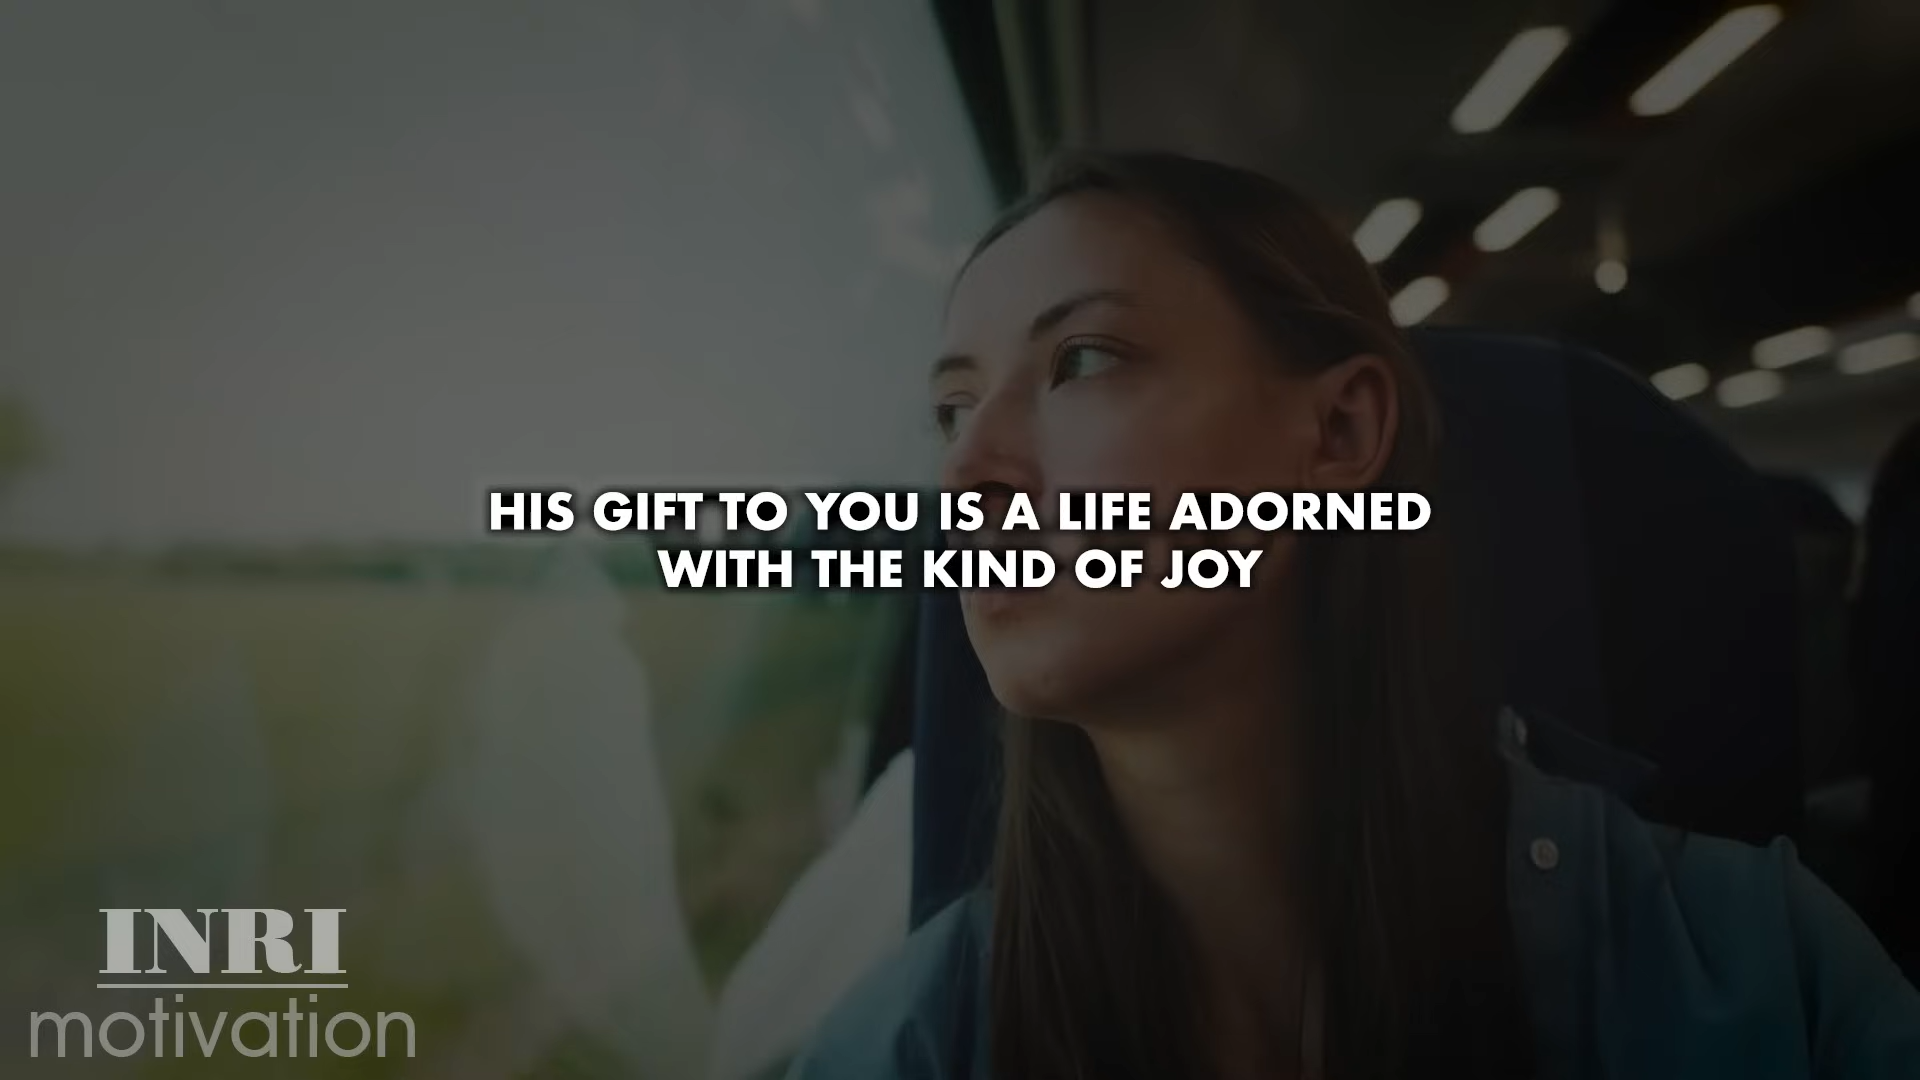 HIS GIFT TO YOU IS A LIFE ADORNED
WITH THE KIND OF JOY
INRI
motivation